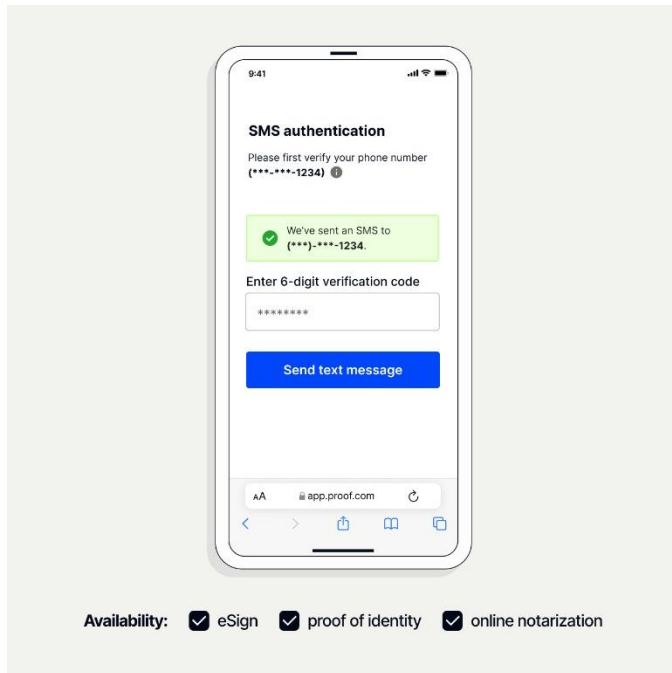 9:41
SMS authentication
Please first verify your phone number
(***-***-1234)
We've sent an SMS to
(***)-***-1234.
Enter 6-digit verification code
********
Send text message
AA app.proof.com
Availability: eSign proof of identity online notarization